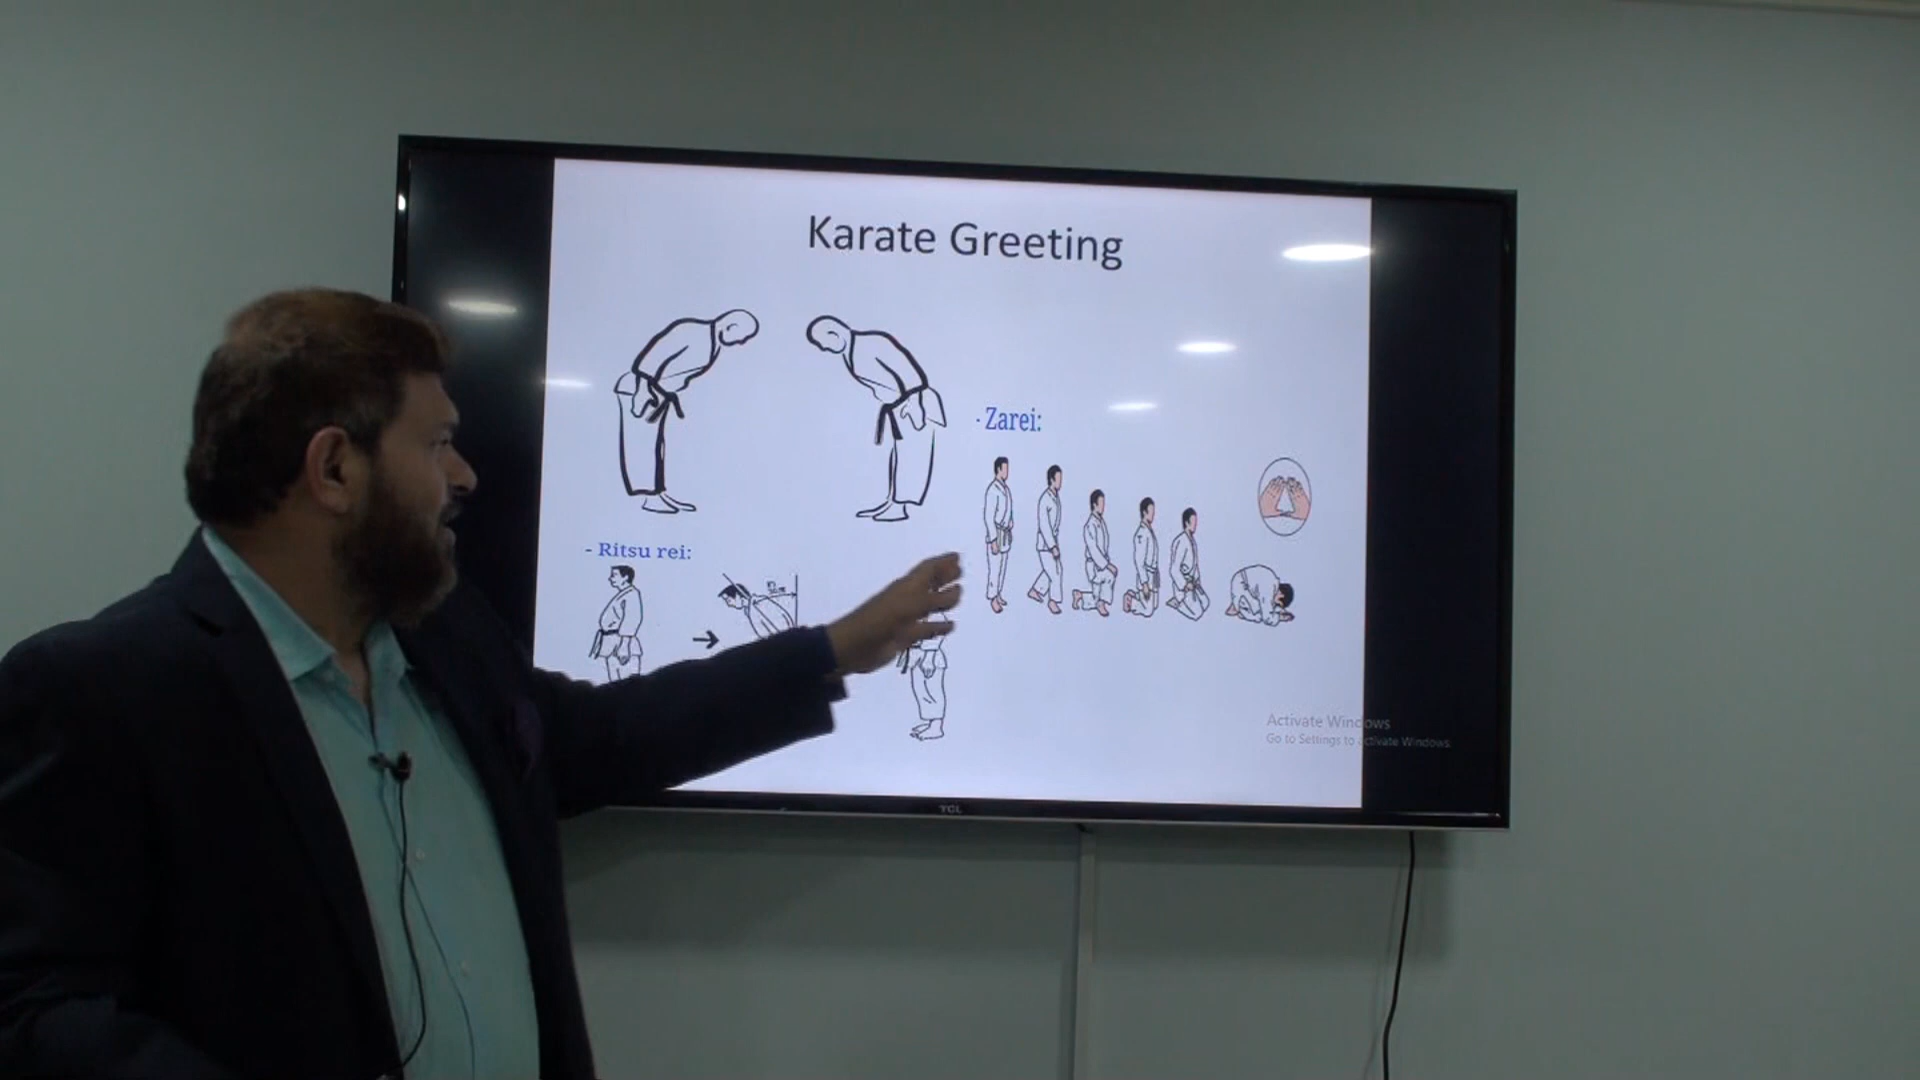 Karate Greeting
· Zarei:
- Ritsu rei:
Activate Windows
Go to Settings to activate Windows.
TCL